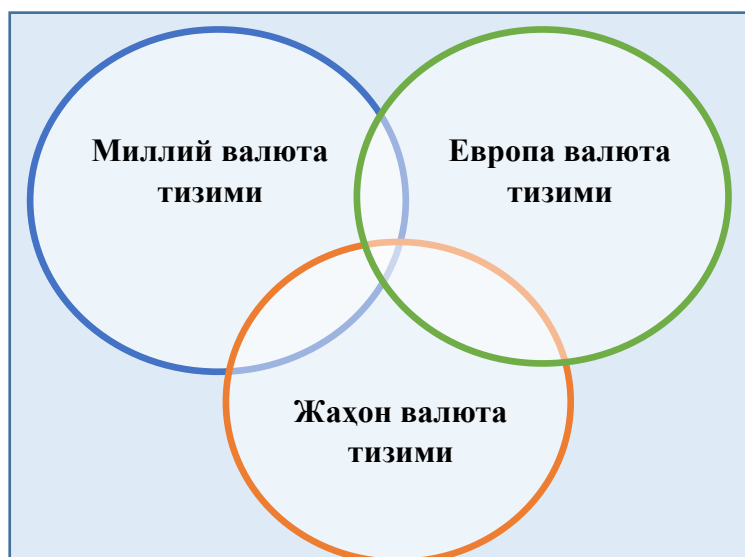 Миллий валюта
тизими
Европа валюта
тизими
Жаҳон валюта
тизими